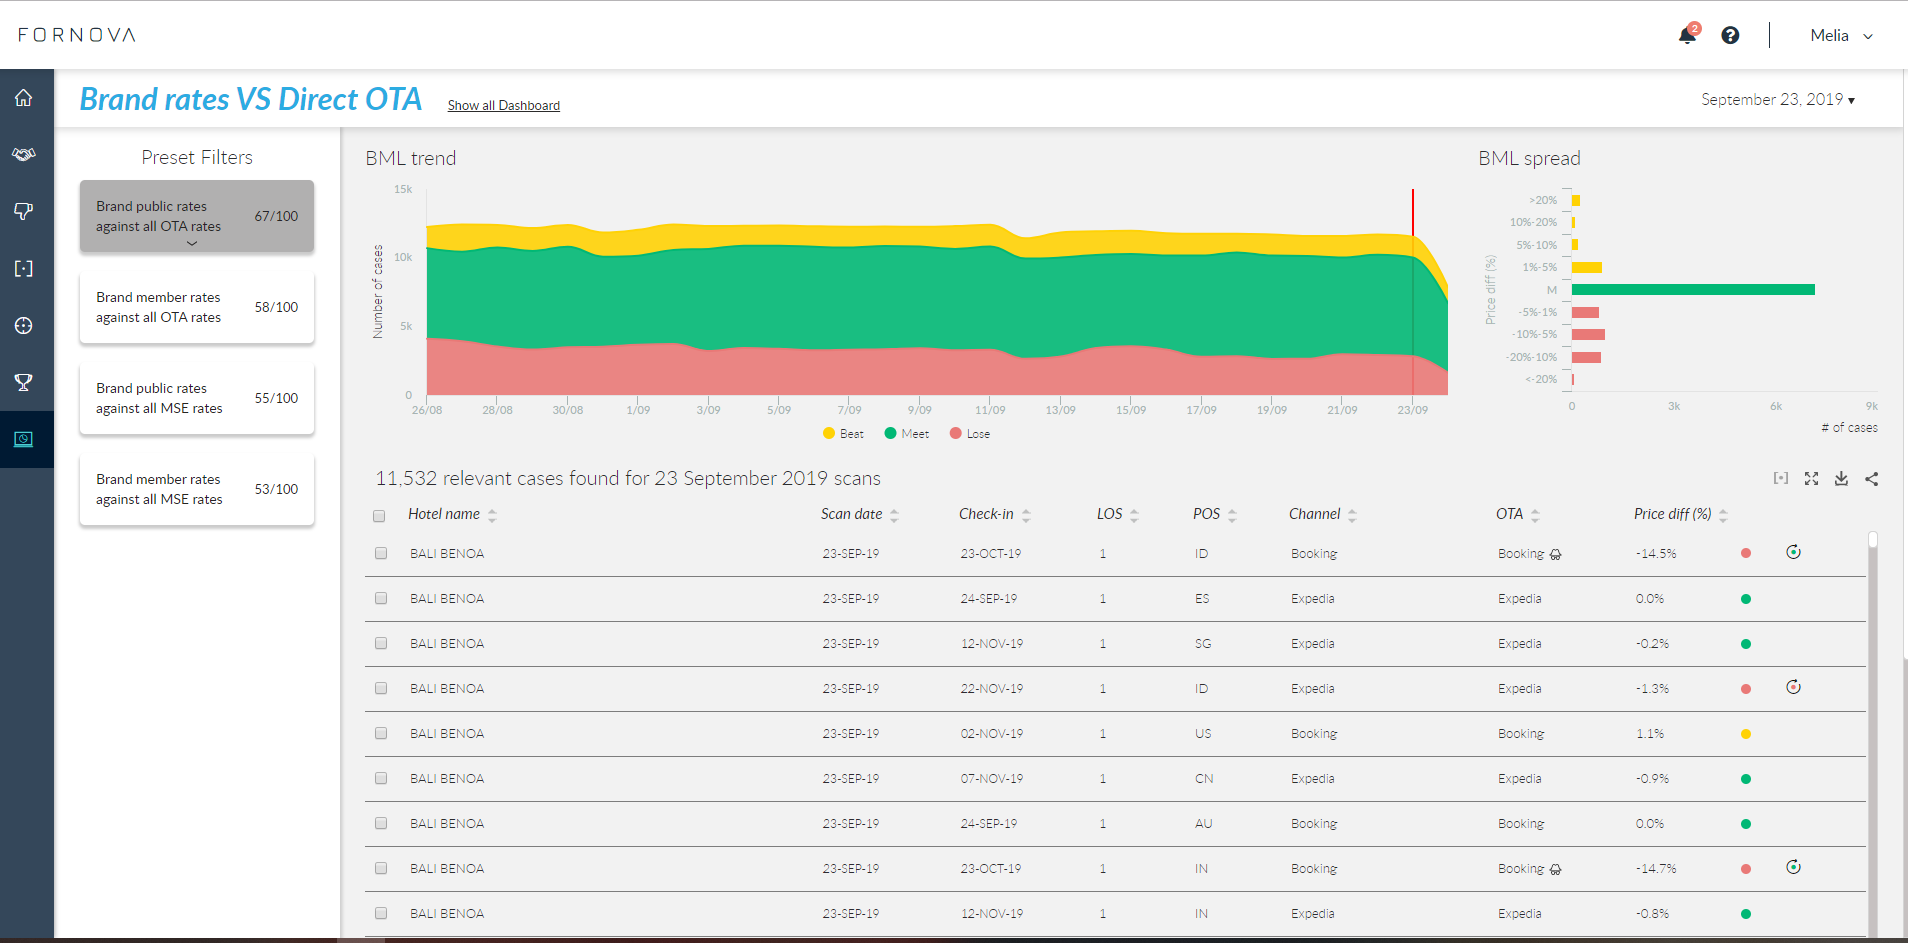 FORNOVA
2
?
Melia
Brand rates VS Direct OTA
Show all Dashboard
September 23, 2019
Preset Filters
Brand public rates
against all OTA rates
67/100
Brand member rates
against all OTA rates
58/100
Brand public rates
against all MSE rates
55/100
Brand member rates
against all MSE rates
53/100
BML trend
Number of cases
15k
10k
5k
0
26/08 28/08 30/08 1/09 3/09 5/09 7/09 9/09 11/09 13/09 15/09 17/09 19/09 21/09 23/09
Beat Meet Lose
BML spread
Price diff (%)
>20%
10%-20%
5%-10%
1%-5%
M
-5%-1%
-10%-5%
-20%-10%
<-20%
0 3k 6k 9k
# of cases
11,532 relevant cases found for 23 September 2019 scans
Hotel name Scan date Check-in LOS POS Channel OTA Price diff (%)
BALI BENOA 23-SEP-19 23-OCT-19 1 ID Booking Booking -14.5%
BALI BENOA 23-SEP-19 24-SEP-19 1 ES Expedia Expedia 0.0%
BALI BENOA 23-SEP-19 12-NOV-19 1 SG Expedia Expedia -0.2%
BALI BENOA 23-SEP-19 22-NOV-19 1 ID Expedia Expedia -1.3%
BALI BENOA 23-SEP-19 02-NOV-19 1 US Booking Booking 1.1%
BALI BENOA 23-SEP-19 07-NOV-19 1 CN Expedia Expedia -0.9%
BALI BENOA 23-SEP-19 24-SEP-19 1 AU Booking Booking 0.0%
BALI BENOA 23-SEP-19 23-OCT-19 1 IN Booking Booking -14.7%
BALI BENOA 23-SEP-19 12-NOV-19 1 IN Expedia Expedia -0.8%